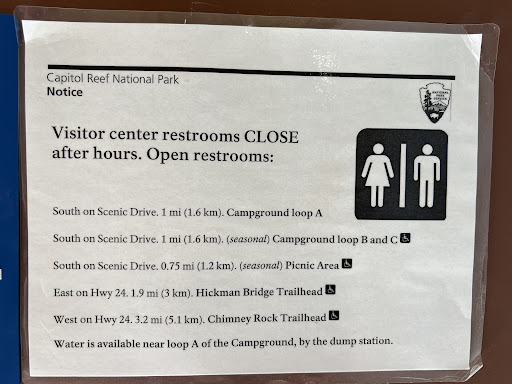 Capitol Reef National Park
Notice
Visitor center restrooms CLOSE
after hours. Open restrooms:
South on Scenic Drive. 1 mi (1.6 km). Campground loop A
South on Scenic Drive. 1 mi (1.6 km). (seasonal) Campground loop B and C
South on Scenic Drive. 0.75 mi (1.2 km). (seasonal) Picnic Area
East on Hwy 24. 1.9 mi (3 km). Hickman Bridge Trailhead
West on Hwy 24. 3.2 mi (5.1 km). Chimney Rock Trailhead
Water is available near loop A of the Campground, by the dump station.